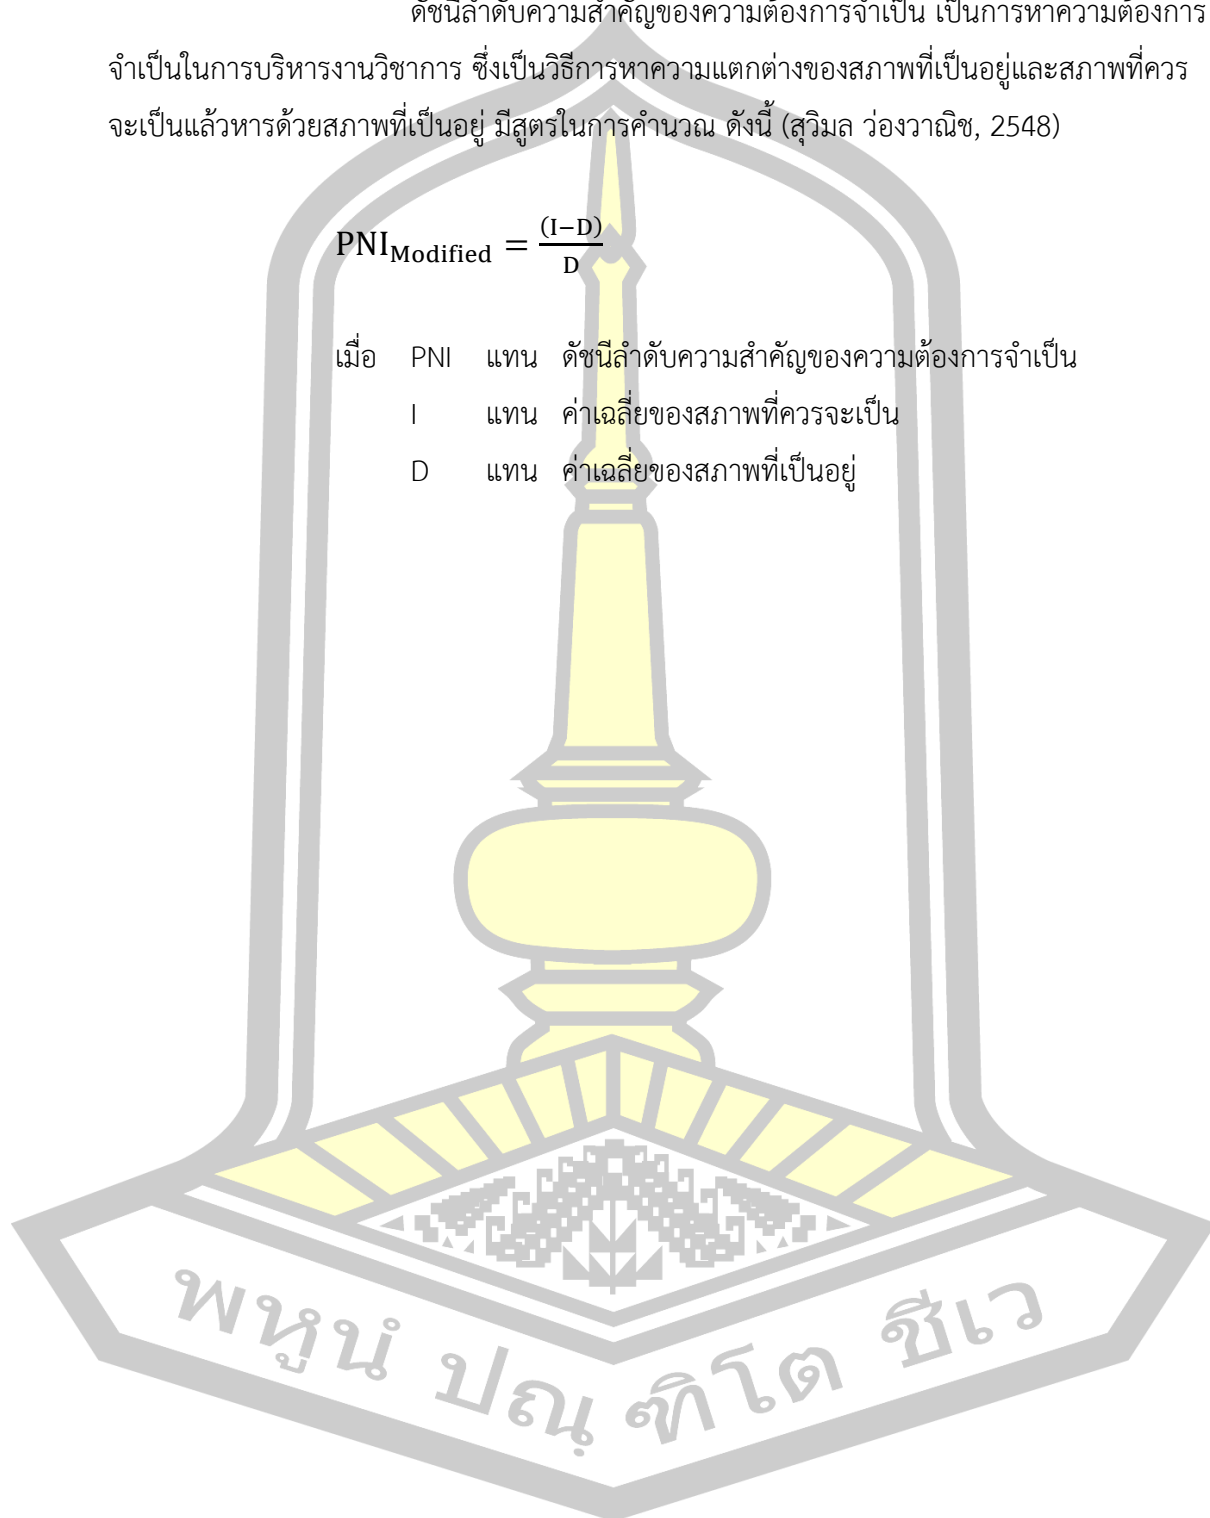 ดัชนีลำดับความสำคัญของความต้องการจำเป็น เป็นการหาความต้องการ
จำเป็นในการบริหารงานวิชาการ ซึ่งเป็นวิธีการหาความแตกต่างของสภาพที่เป็นอยู่และสภาพที่ควร
จะเป็นแล้วหารด้วยสภาพที่เป็นอยู่ มีสูตรในการคำนวณ ดังนี้ (สุวิมล ว่องวาณิช, 2548)
PNI_Modified = (I−D)/D
เมื่อ PNI แทน ดัชนีลำดับความสำคัญของความต้องการจำเป็น
I แทน ค่าเฉลี่ยของสภาพที่ควรจะเป็น
D แทน ค่าเฉลี่ยของสภาพที่เป็นอยู่
พหูนํ ปณฺฑิโต ชีเว